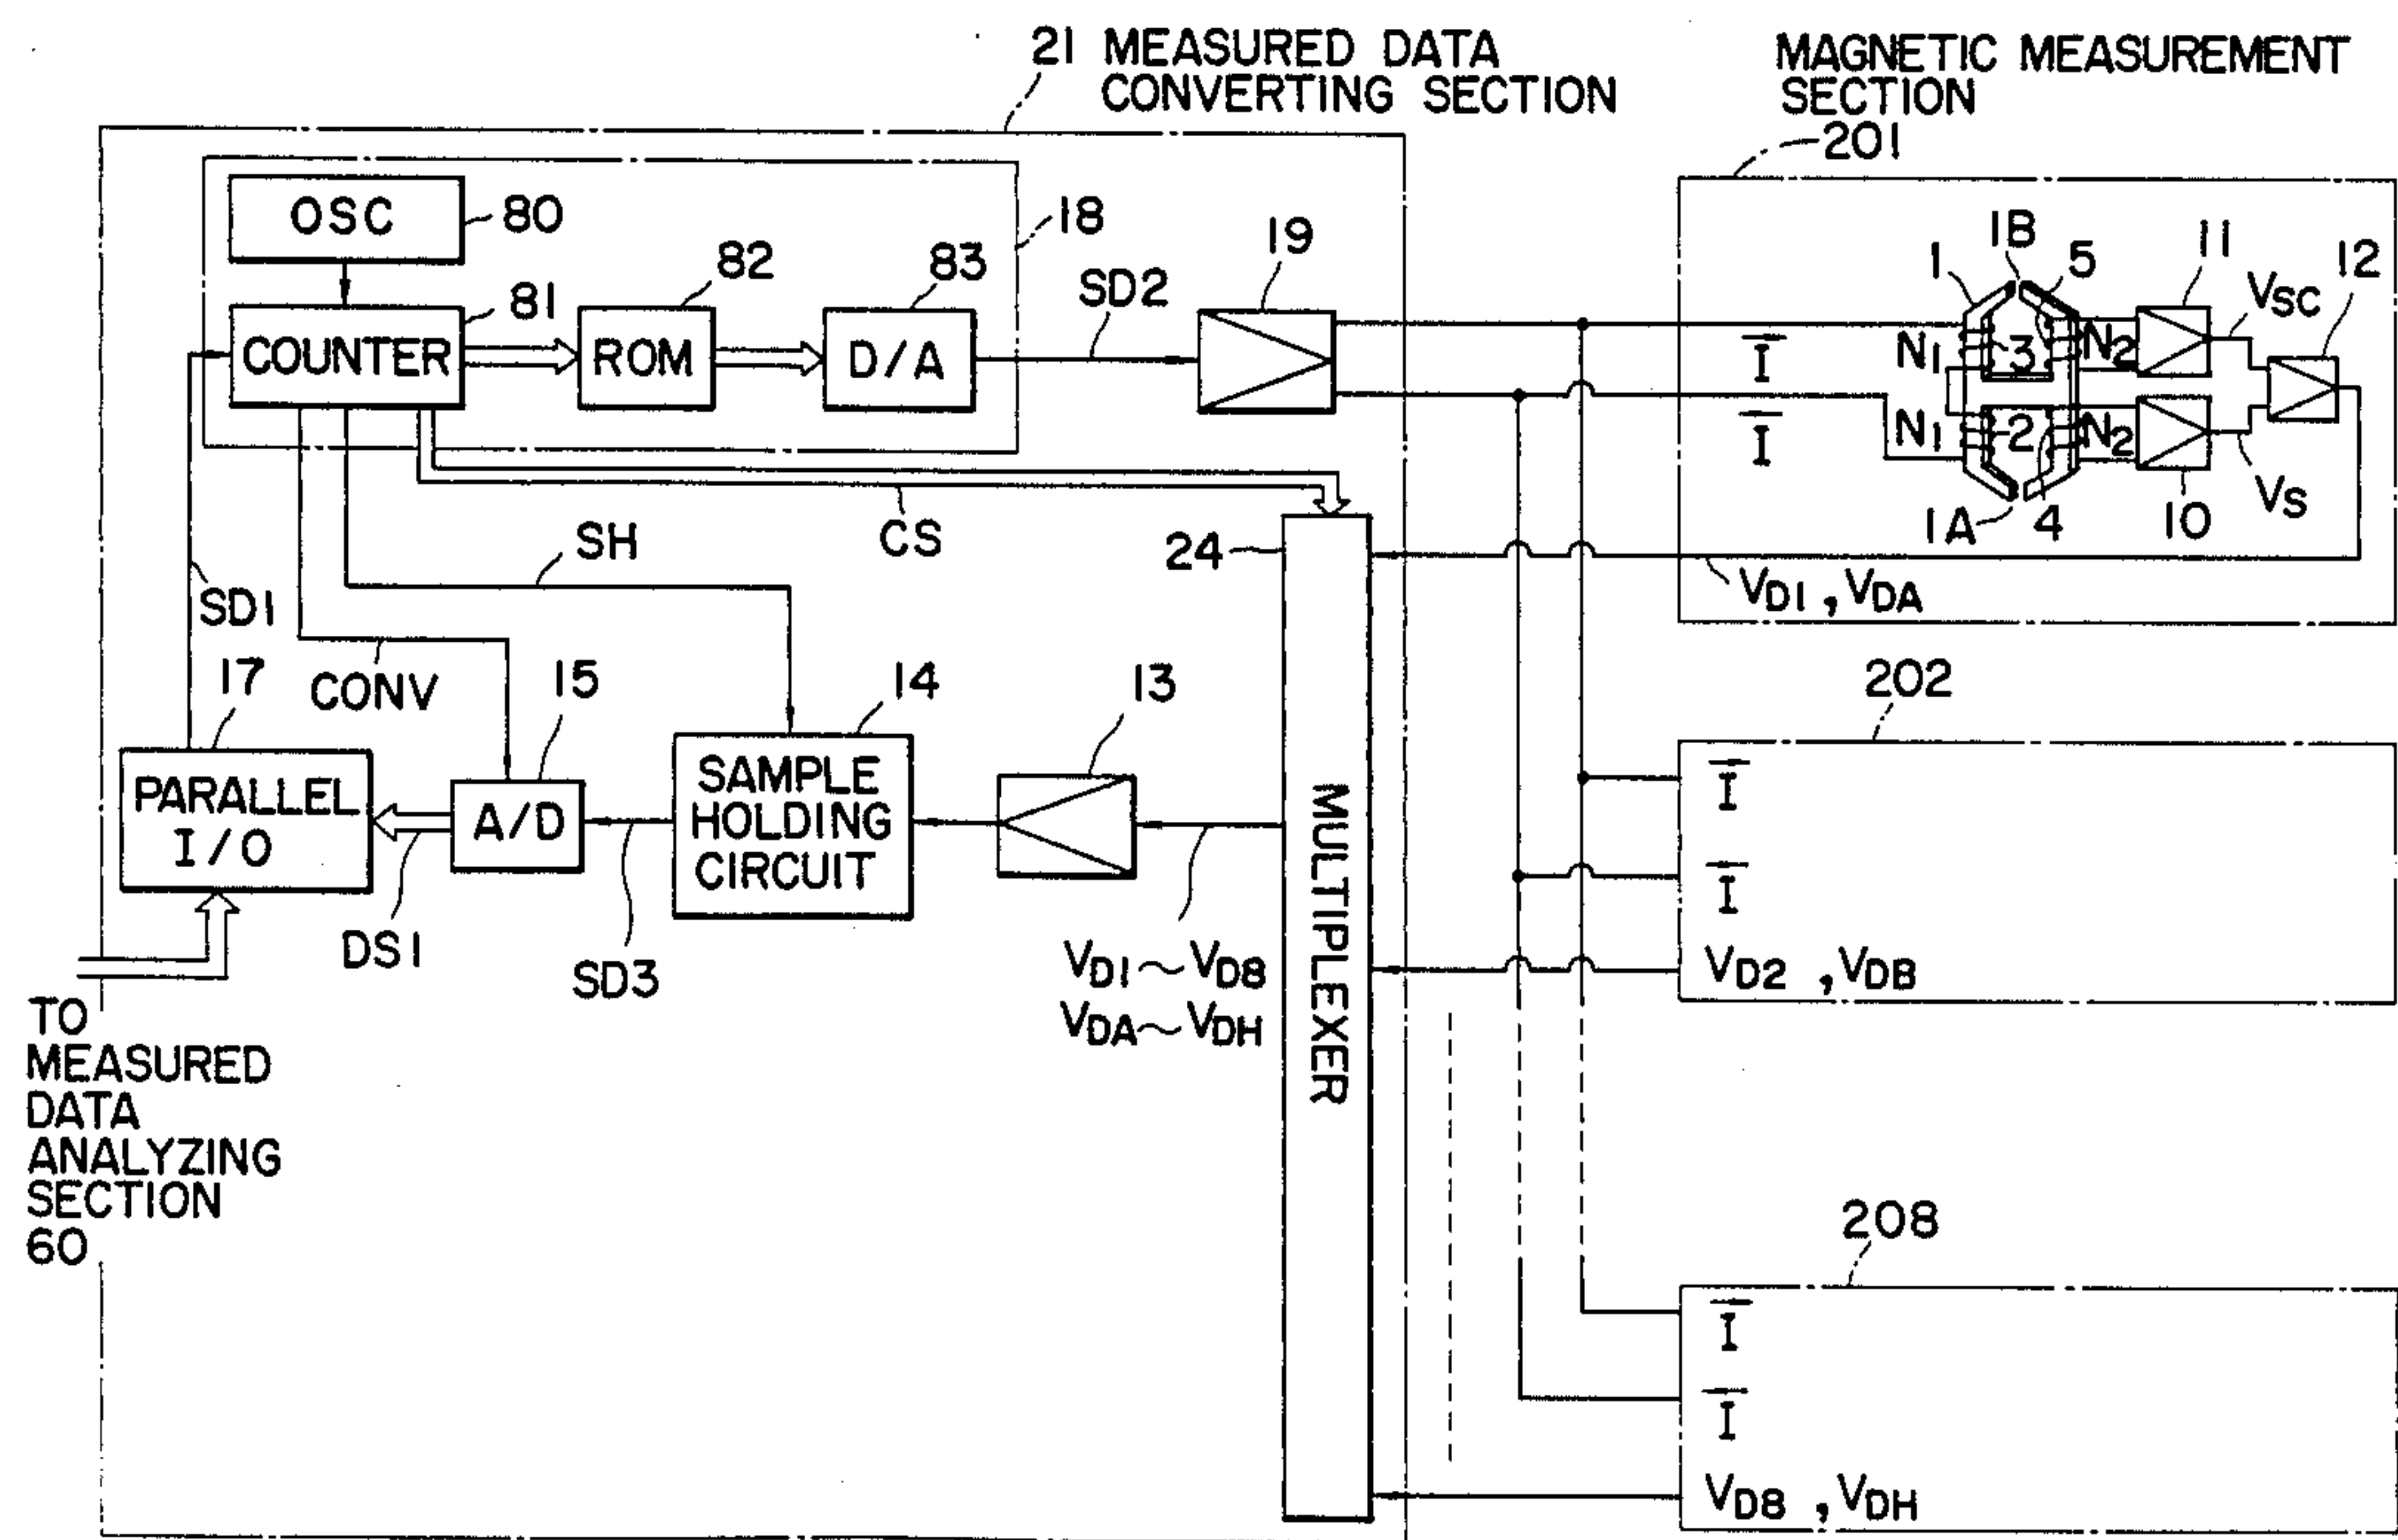 21 MEASURED DATA
CONVERTING SECTION
MAGNETIC MEASUREMENT
SECTION
201
OSC
80
18
COUNTER
81
ROM
82
D/A
83
SD2
19
1
1B
5
11
VSC
12
I
N1
3
N2
I
N1
2
N2
1A
4
10
VS
CS
SH
24
VD1 , VDA
SD1
CONV
17
15
14
13
202
PARALLEL
I/O
A/D
SAMPLE
HOLDING
CIRCUIT
MULTIPLEXER
I
I
DS1
SD3
VD1~VD8
VDA~VDH
VD2 , VDB
TO
MEASURED
DATA
ANALYZING
SECTION
60
208
I
I
VD8 , VDH